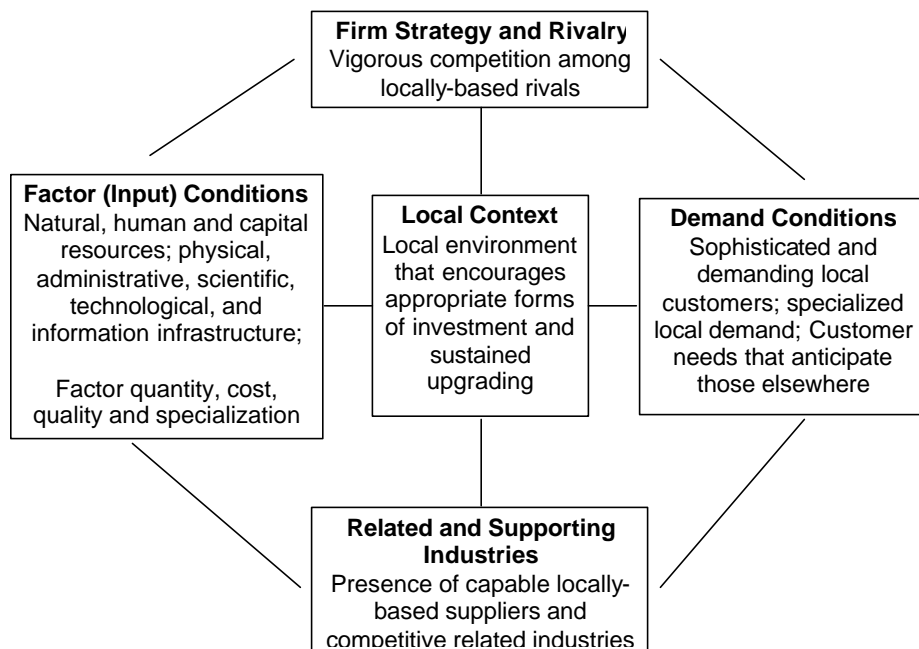 Firm Strategy and Rivalry
Vigorous competition among
locally-based rivals
Factor (Input) Conditions
Natural, human and capital
resources; physical,
administrative, scientific,
technological, and
information infrastructure;
Factor quantity, cost,
quality and specialization
Local Context
Local environment
that encourages
appropriate forms
of investment and
sustained
upgrading
Demand Conditions
Sophisticated and
demanding local
customers; specialized
local demand; Customer
needs that anticipate
those elsewhere
Related and Supporting
Industries
Presence of capable locally-
based suppliers and
competitive related industries